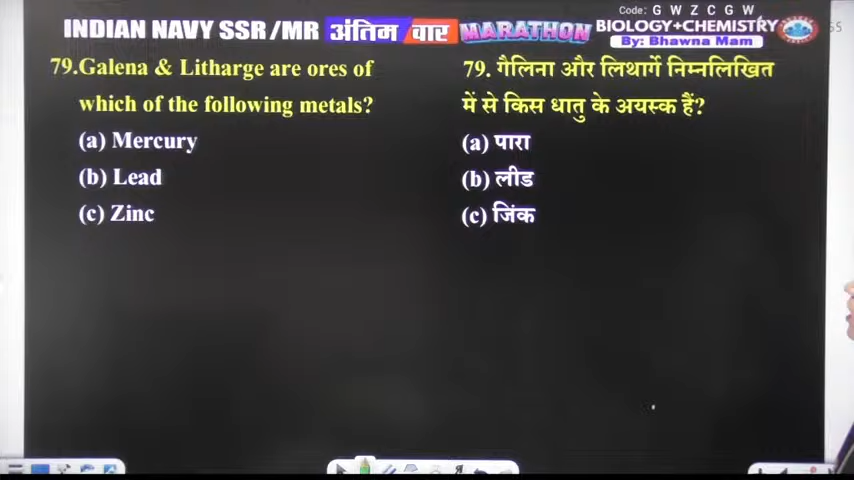 Code: G W Z C G W
INDIAN NAVY SSR/MR अंतिम वार MARATHON BIOLOGY+CHEMISTRY
By: Bhawna Mam
79.Galena & Litharge are ores of
which of the following metals?
(a) Mercury
(b) Lead
(c) Zinc
79. गैलिना और लिथार्गे निम्नलिखित
में से किस धातु के अयस्क हैं?
(a) पारा
(b) लीड
(c) जिंक